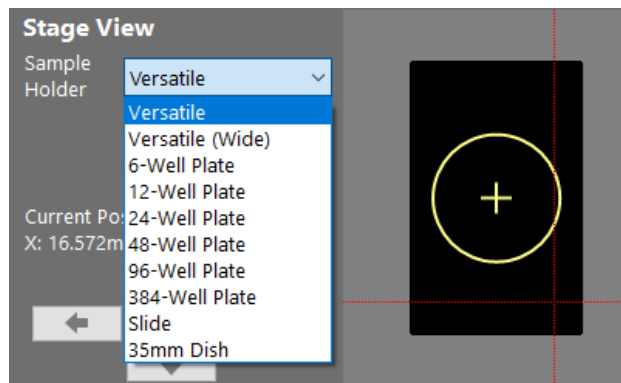 Stage View
Sample
Holder
Versatile
Versatile
Versatile (Wide)
6-Well Plate
12-Well Plate
Current Pos
24-Well Plate
X: 16.572m
48-Well Plate
96-Well Plate
384-Well Plate
Slide
35mm Dish